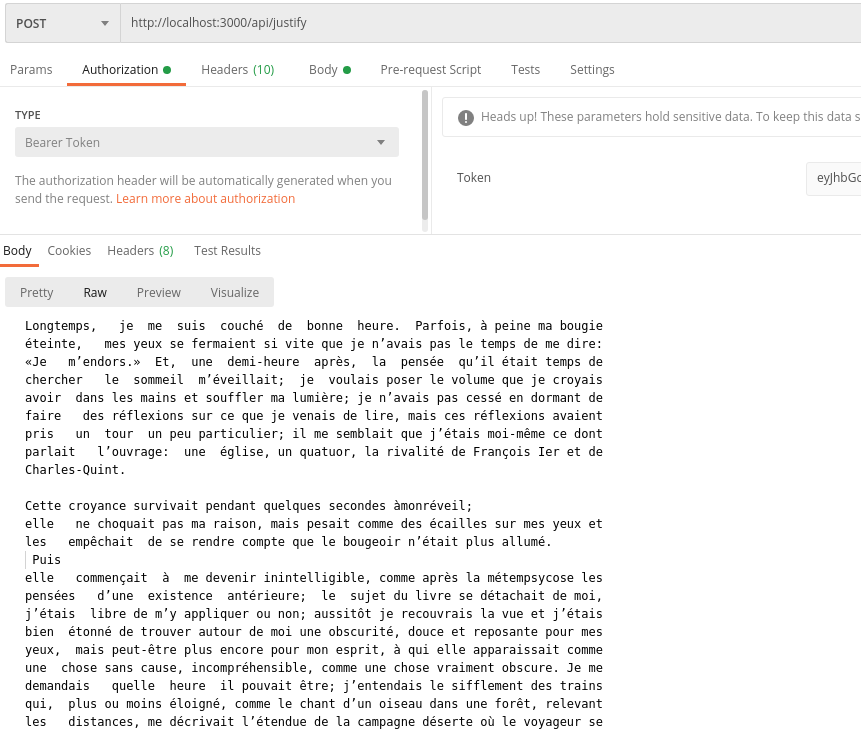 POST http://localhost:3000/api/justify
Params Authorization Headers (10) Body Pre-request Script Tests Settings
TYPE
Bearer Token
The authorization header will be automatically generated when you
send the request. Learn more about authorization
! Heads up! These parameters hold sensitive data. To keep this data s
Token eyJhbGc
Body Cookies Headers (8) Test Results
Pretty Raw Preview Visualize
Longtemps,   je  me  suis  couché  de  bonne  heure.  Parfois, à peine ma bougie
éteinte,   mes yeux se fermaient si vite que je n’avais pas le temps de me dire:
«Je   m’endors.»  Et,  une  demi-heure  après,  la  pensée  qu’il était temps de
chercher   le  sommeil  m’éveillait;  je  voulais poser le volume que je croyais
avoir  dans les mains et souffler ma lumière; je n’avais pas cessé en dormant de
faire   des réflexions sur ce que je venais de lire, mais ces réflexions avaient
pris   un  tour  un peu particulier; il me semblait que j’étais moi-même ce dont
parlait   l’ouvrage:  une  église, un quatuor, la rivalité de François Ier et de
Charles-Quint.
Cette croyance survivait pendant quelques secondes àmonréveil;
elle   ne choquait pas ma raison, mais pesait comme des écailles sur mes yeux et
les   empêchait  de se rendre compte que le bougeoir n’était plus allumé.
Puis
elle   commençait  à  me devenir inintelligible, comme après la métempsycose les
pensées   d’une  existence  antérieure;  le  sujet du livre se détachait de moi,
j’étais  libre de m’y appliquer ou non; aussitôt je recouvrais la vue et j’étais
bien  étonné de trouver autour de moi une obscurité, douce et reposante pour mes
yeux,  mais peut-être plus encore pour mon esprit, à qui elle apparaissait comme
une  chose sans cause, incompréhensible, comme une chose vraiment obscure. Je me
demandais   quelle  heure  il pouvait être; j’entendais le sifflement des trains
qui,  plus ou moins éloigné, comme le chant d’un oiseau dans une forêt, relevant
les   distances, me décrivait l’étendue de la campagne déserte où le voyageur se